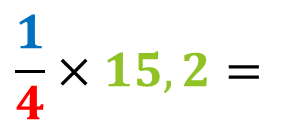 1/4 × 15,2 =